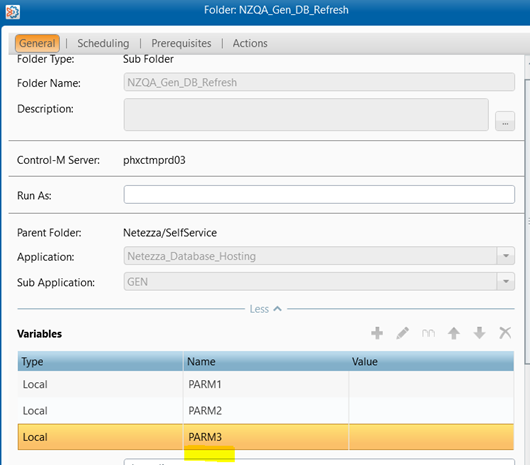 Folder: NZQA_Gen_DB_Refresh
General | Scheduling | Prerequisites | Actions
Folder Type: Sub Folder
Folder Name: NZQA_Gen_DB_Refresh
Description:
...
Control-M Server: phxctmprd03
Run As:
Parent Folder: Netezza/SelfService
Application: Netezza_Database_Hosting
Sub Application: GEN
Less
Variables
Type Name Value
Local PARM1
Local PARM2
Local PARM3